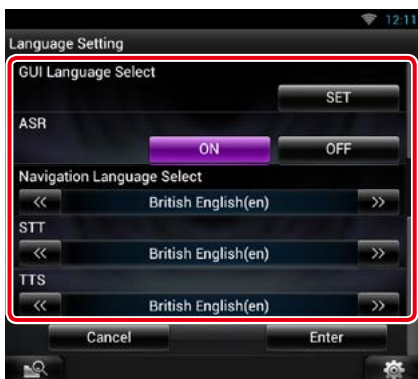 12:11
Language Setting
GUI Language Select
SET
ASR
ON OFF
Navigation Language Select
<< British English(en) >>
STT
<< British English(en) >>
TTS
<< British English(en) >>
Cancel Enter